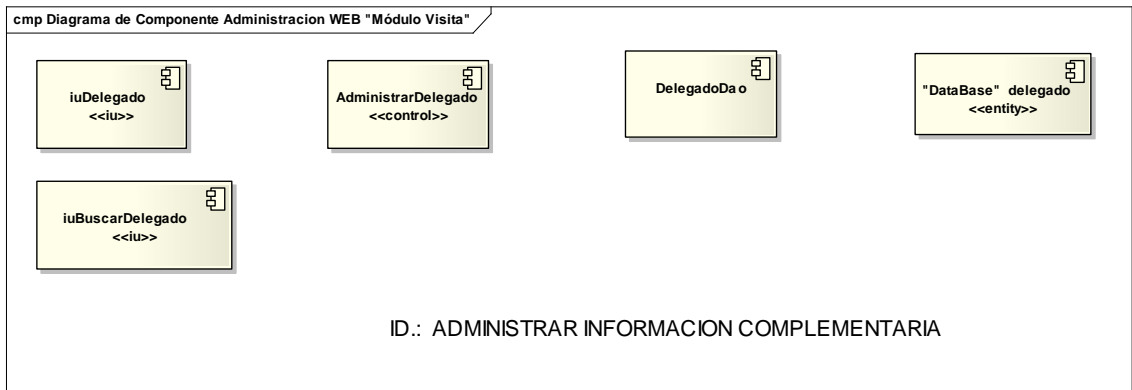 cmp Diagrama de Componente Administracion WEB "Módulo Visita"
iuDelegado
<<iu>>
AdministrarDelegado
<<control>>
DelegadoDao
"DataBase" delegado
<<entity>>
iuBuscarDelegado
<<iu>>
ID.: ADMINISTRAR INFORMACION COMPLEMENTARIA